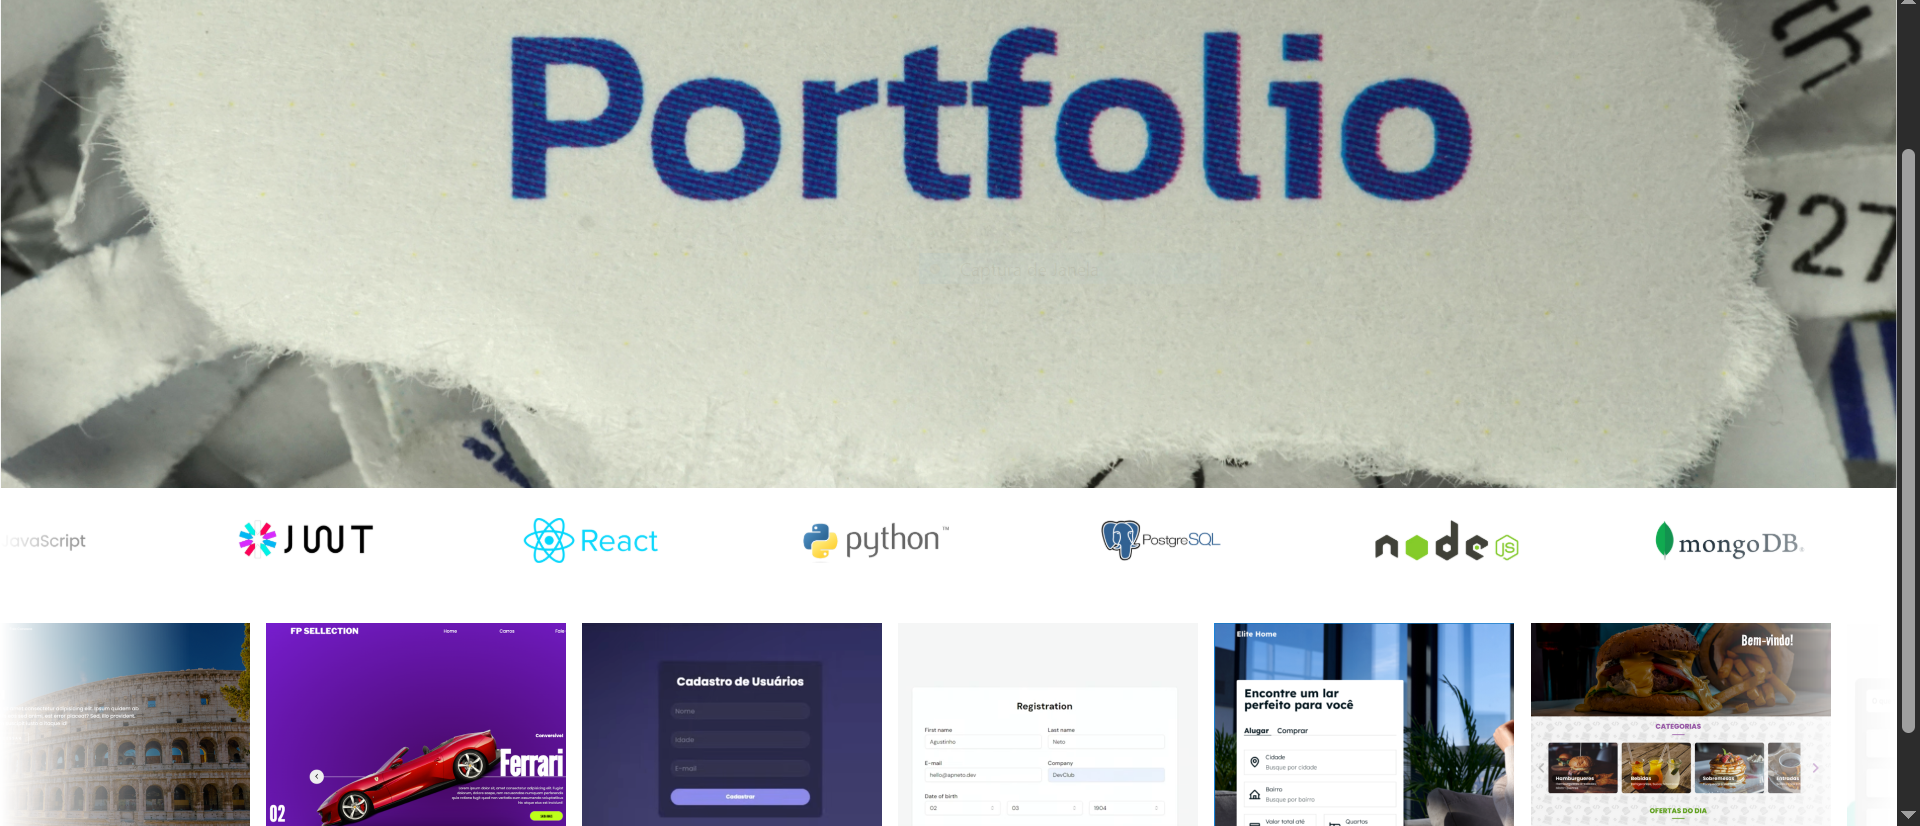 Portfolio
ch
727
JavaScript
JWT
React
python™
PostgreSQL
node
JS
mongoDB
FP SELLECTION
Home
Carros
Conversível
Ferrari
02
Cadastro de Usuários
Nome
Idade
E-mail
Cadastrar
Registration
First name
Last name
Agustinho
Neto
E-mail
Company
hello@apneto.dev
DevClub
Date of birth
02
03
1904
Elite Home
Encontre um lar
perfeito para você
Alugar
Comprar
Cidade
Busque por cidade
Bairro
Busque por bairro
Valor total até
Quartos
Bem-vindo!
CATEGORIAS
Hamburgueres
Bebidas
Sobremesas
Entradas
OFERTAS DO DIA